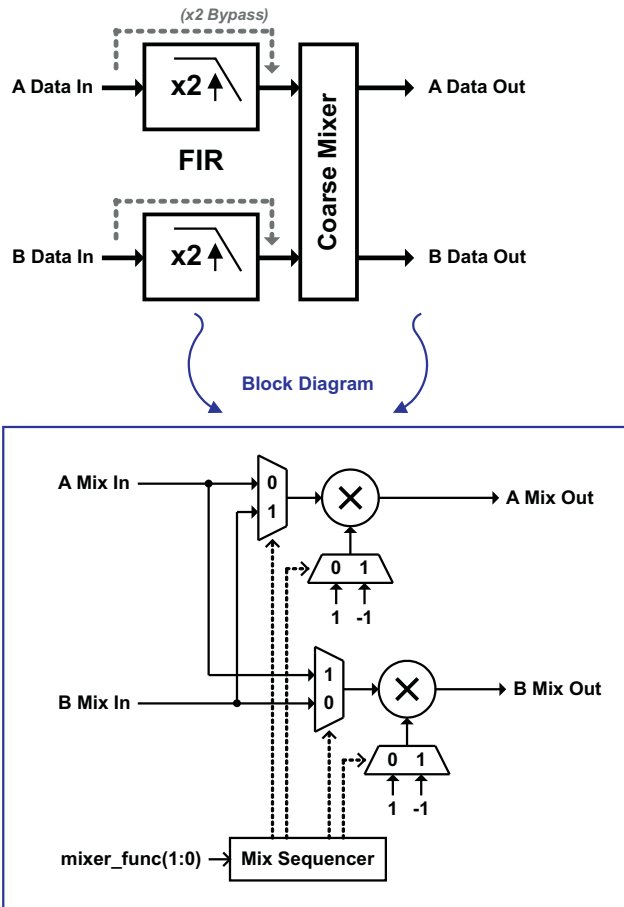 (x2 Bypass)
A Data In
x2
A Data Out
FIR
Coarse Mixer
B Data In
x2
B Data Out
Block Diagram
A Mix In
0
1
A Mix Out
0 1
1 -1
B Mix In
1
0
B Mix Out
0 1
1 -1
mixer_func(1:0)
Mix Sequencer